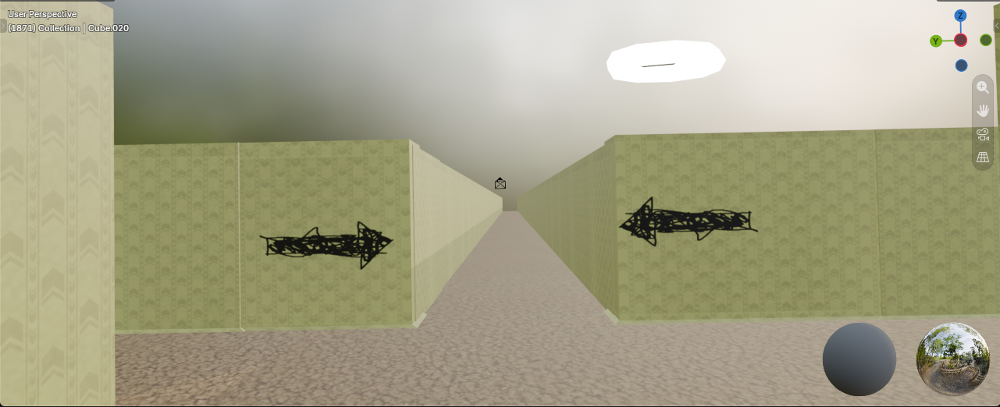 User Perspective
(1871) Collection | Cube.020
Z
Y